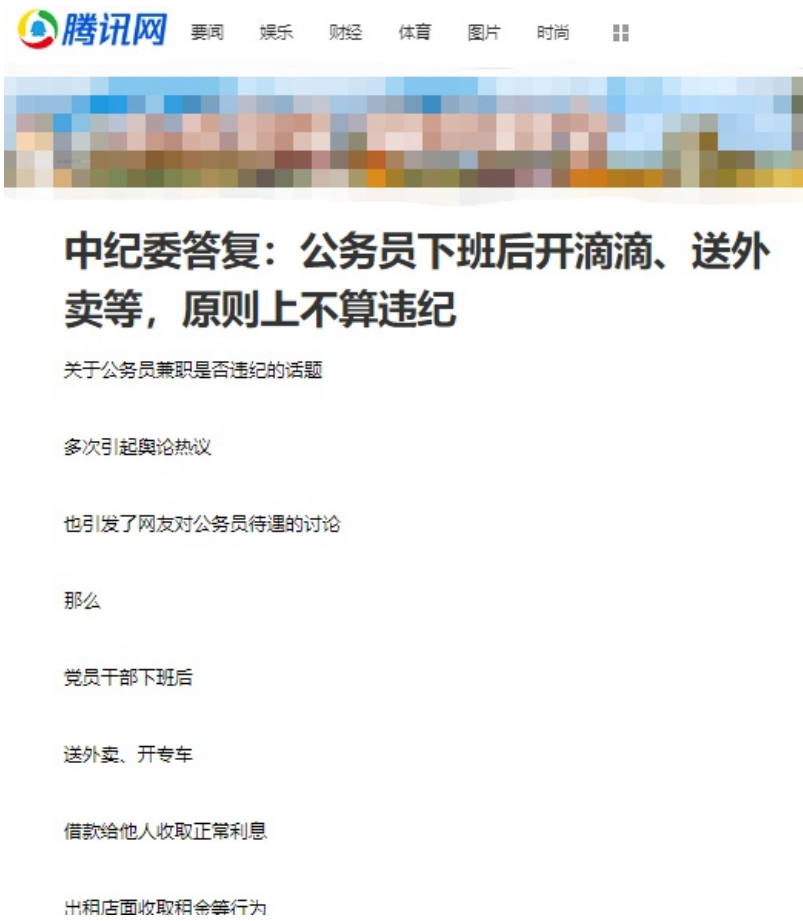 腾讯网 要闻 娱乐 财经 体育 图片 时尚
中纪委答复：公务员下班后开滴滴、送外
卖等，原则上不算违纪
关于公务员兼职是否违纪的话题
多次引起舆论热议
也引发了网友对公务员待遇的讨论
那么
党员干部下班后
送外卖、开专车
借款给他人收取正常利息
出租店面收取租金等行为